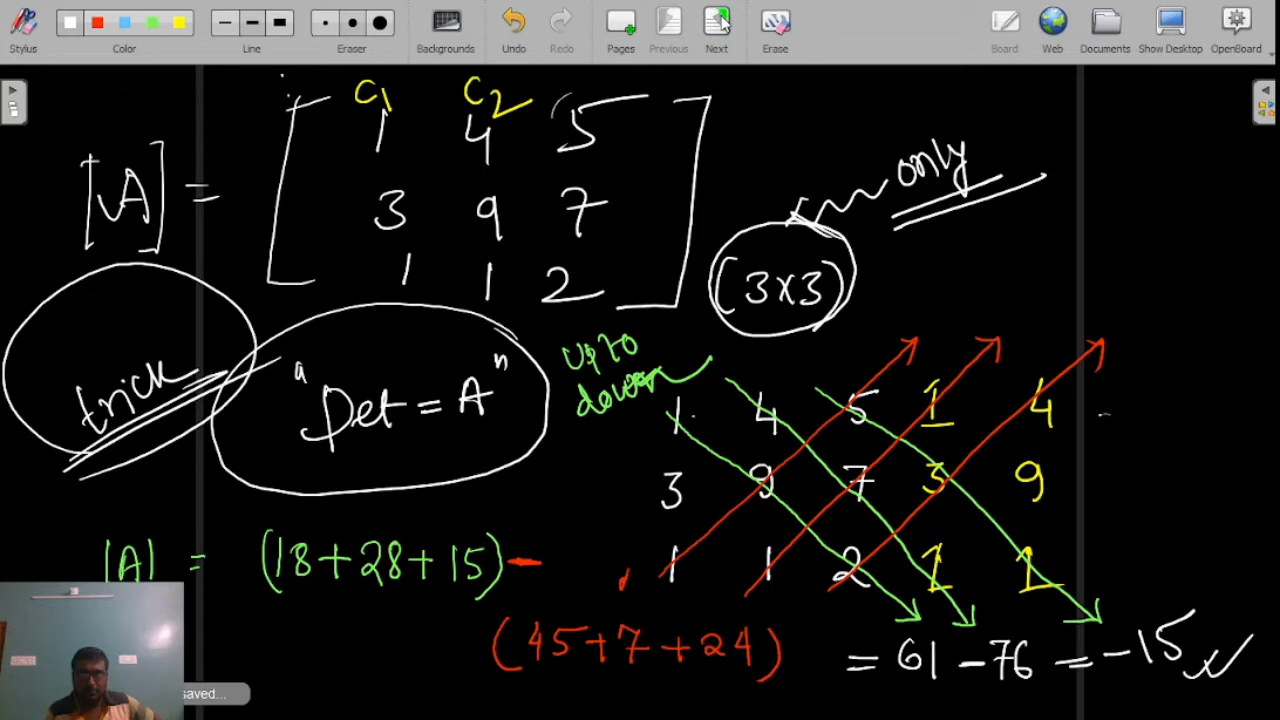 Stylus Color Line Eraser Backgrounds Undo Redo Pages Previous Next Erase Board Web Documents Show Desktop OpenBoard
C1 C2
[A] = [ 1 4 5
3 9 7
1 1 2 ]
only
(3x3)
trick
"Det = A"
Up to
down
1 4 5 1 4
3 9 7 3 9
1 1 2 1 1
|A| = (18+28+15) -
(45+7+24)
= 61 - 76 = -15
saved...